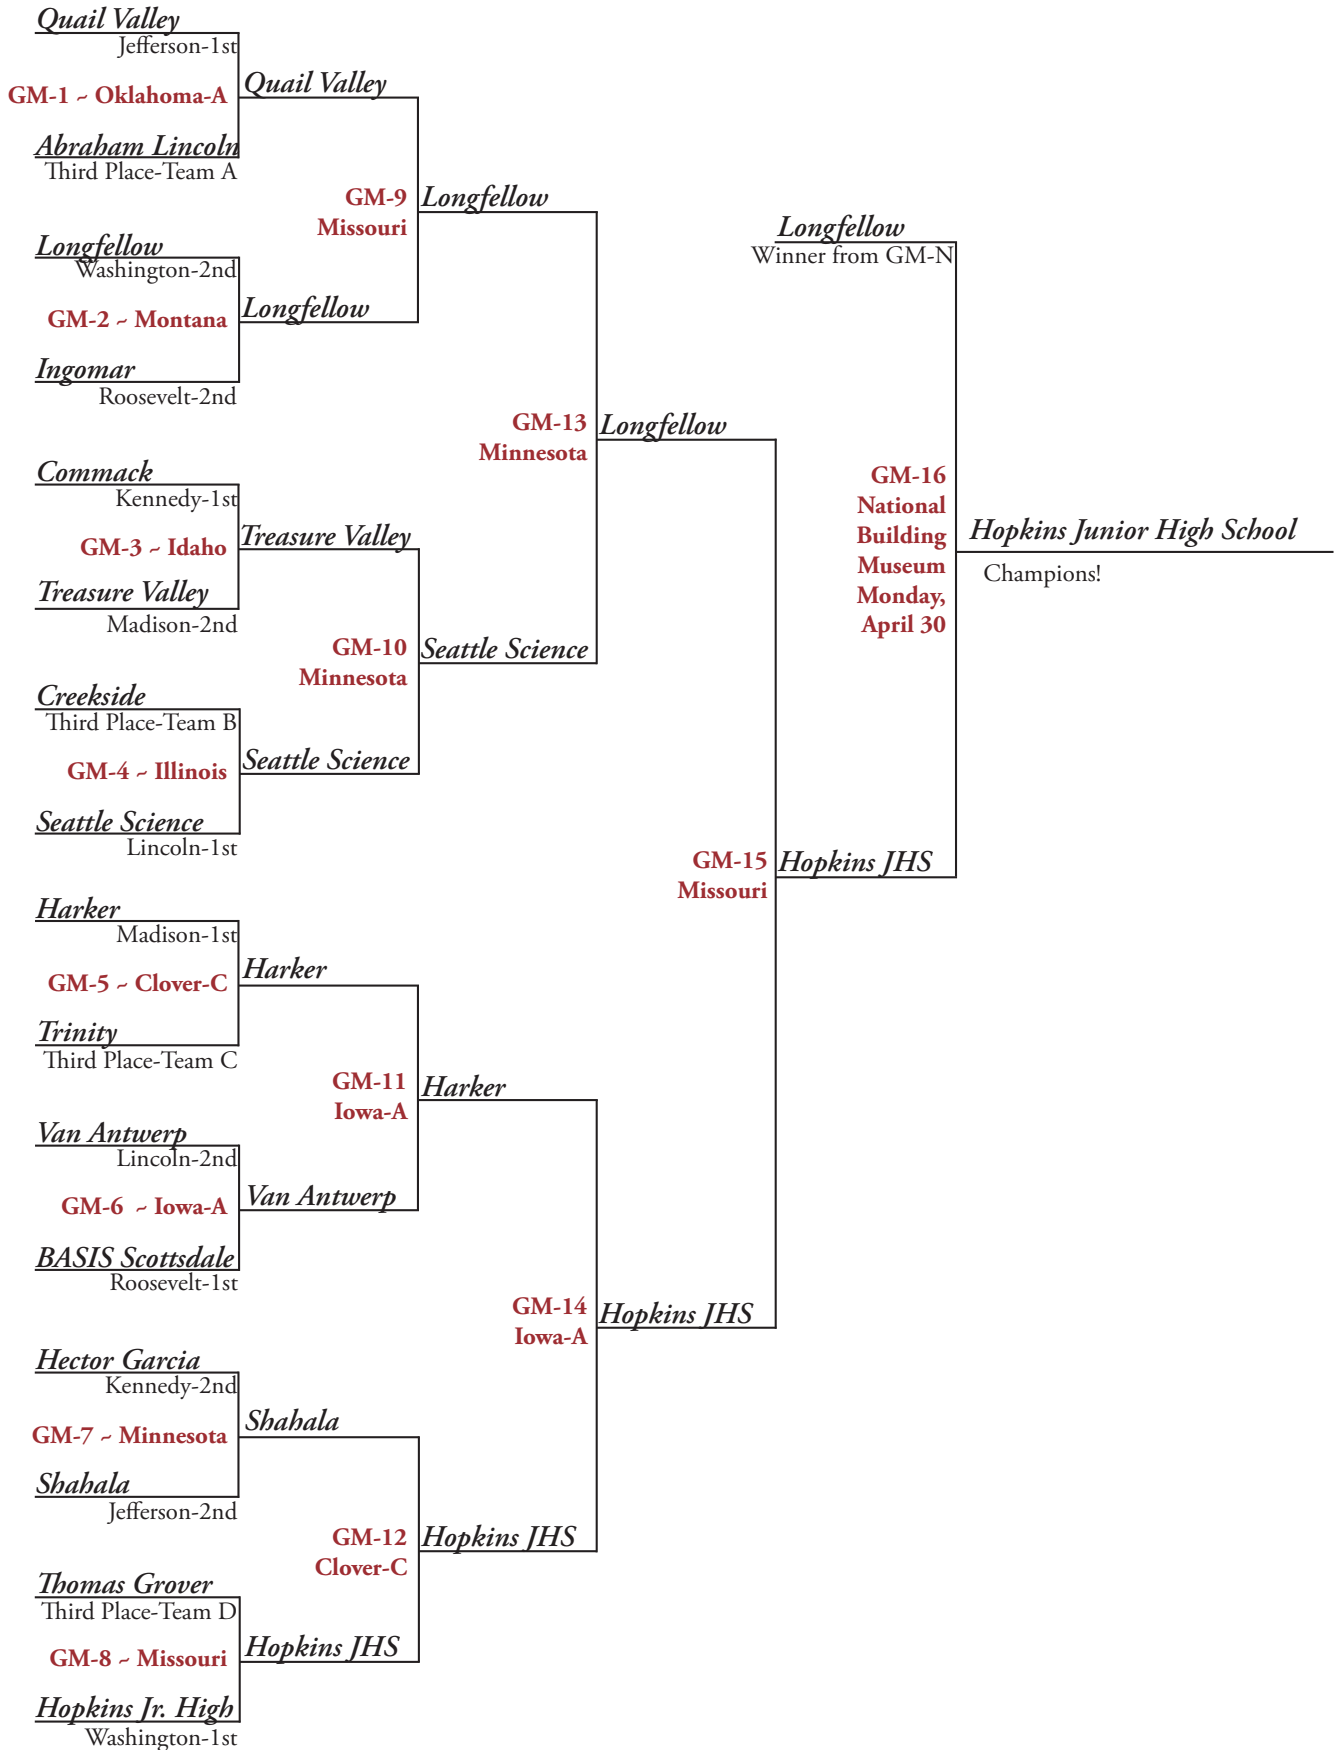 Quail Valley
Jefferson-1st
GM-1 ~ Oklahoma-A
Quail Valley
Abraham Lincoln
Third Place-Team A
GM-9
Missouri
Longfellow
Longfellow
Winner from GM-N
Longfellow
Washington-2nd
GM-2 ~ Montana
Longfellow
Ingomar
Roosevelt-2nd
GM-13
Minnesota
Longfellow
Commack
Kennedy-1st
GM-3 ~ Idaho
Treasure Valley
Treasure Valley
Madison-2nd
GM-16
National
Building
Museum
Monday,
April 30
Hopkins Junior High School
Champions!
GM-10
Minnesota
Seattle Science
Creekside
Third Place-Team B
GM-4 ~ Illinois
Seattle Science
Seattle Science
Lincoln-1st
GM-15
Missouri
Hopkins JHS
Harker
Madison-1st
GM-5 ~ Clover-C
Harker
Trinity
Third Place-Team C
GM-11
Iowa-A
Harker
Van Antwerp
Lincoln-2nd
GM-6 ~ Iowa-A
Van Antwerp
BASIS Scottsdale
Roosevelt-1st
GM-14
Iowa-A
Hopkins JHS
Hector Garcia
Kennedy-2nd
GM-7 ~ Minnesota
Shahala
Shahala
Jefferson-2nd
GM-12
Clover-C
Hopkins JHS
Thomas Grover
Third Place-Team D
GM-8 ~ Missouri
Hopkins JHS
Hopkins Jr. High
Washington-1st